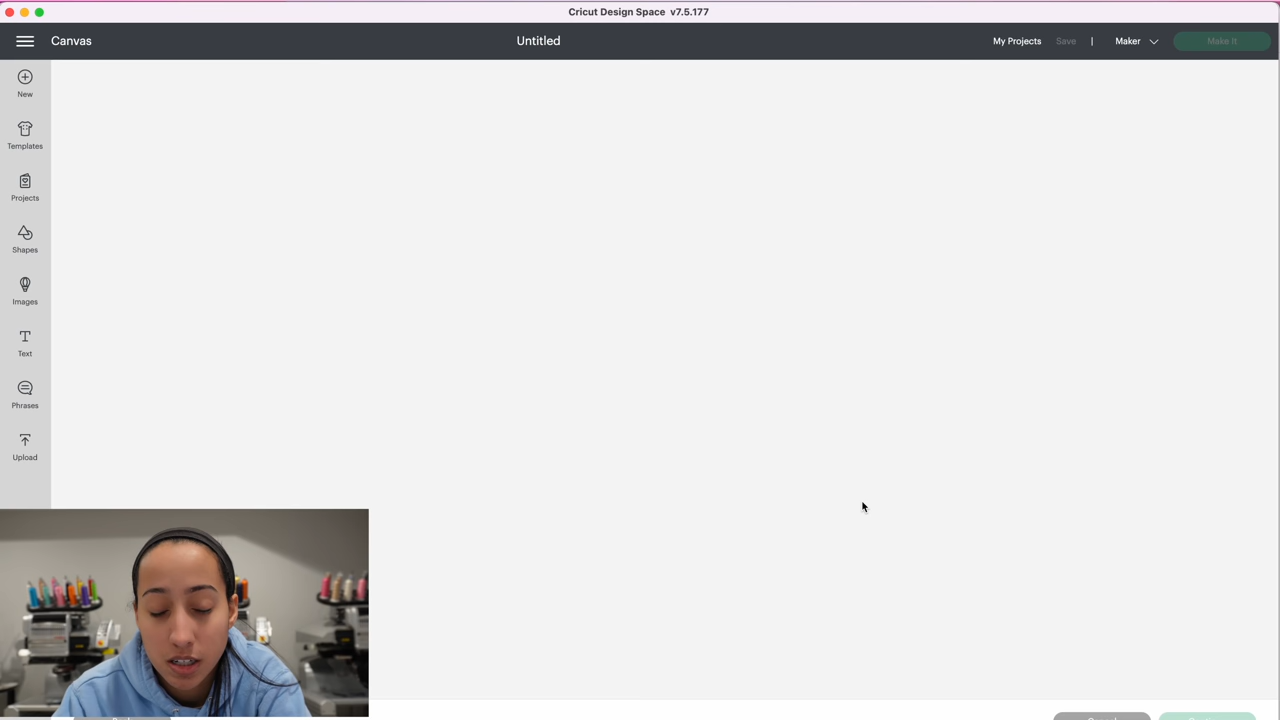 Cricut Design Space v7.5.177
Canvas
Untitled
My Projects
Save
|
Maker
Make It
New
Templates
Projects
Shapes
Images
Text
Phrases
Upload